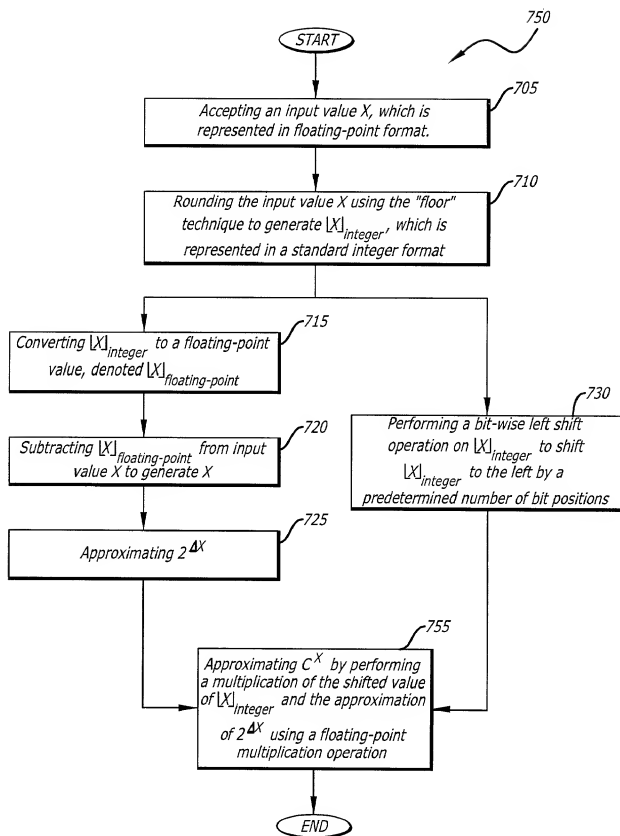 750
START
705
Accepting an input value X, which is
represented in floating-point format.
710
Rounding the input value X using the "floor"
technique to generate ⌊X⌋integer, which is
represented in a standard integer format
715
Converting ⌊X⌋integer to a floating-point
value, denoted ⌊X⌋floating-point
720
Subtracting ⌊X⌋floating-point from input
value X to generate X
725
Approximating 2^ΔX
730
Performing a bit-wise left shift
operation on ⌊X⌋integer to shift
⌊X⌋integer to the left by a
predetermined number of bit positions
755
Approximating C^X by performing
a multiplication of the shifted value
of ⌊X⌋integer and the approximation
of 2^ΔX using a floating-point
multiplication operation
END